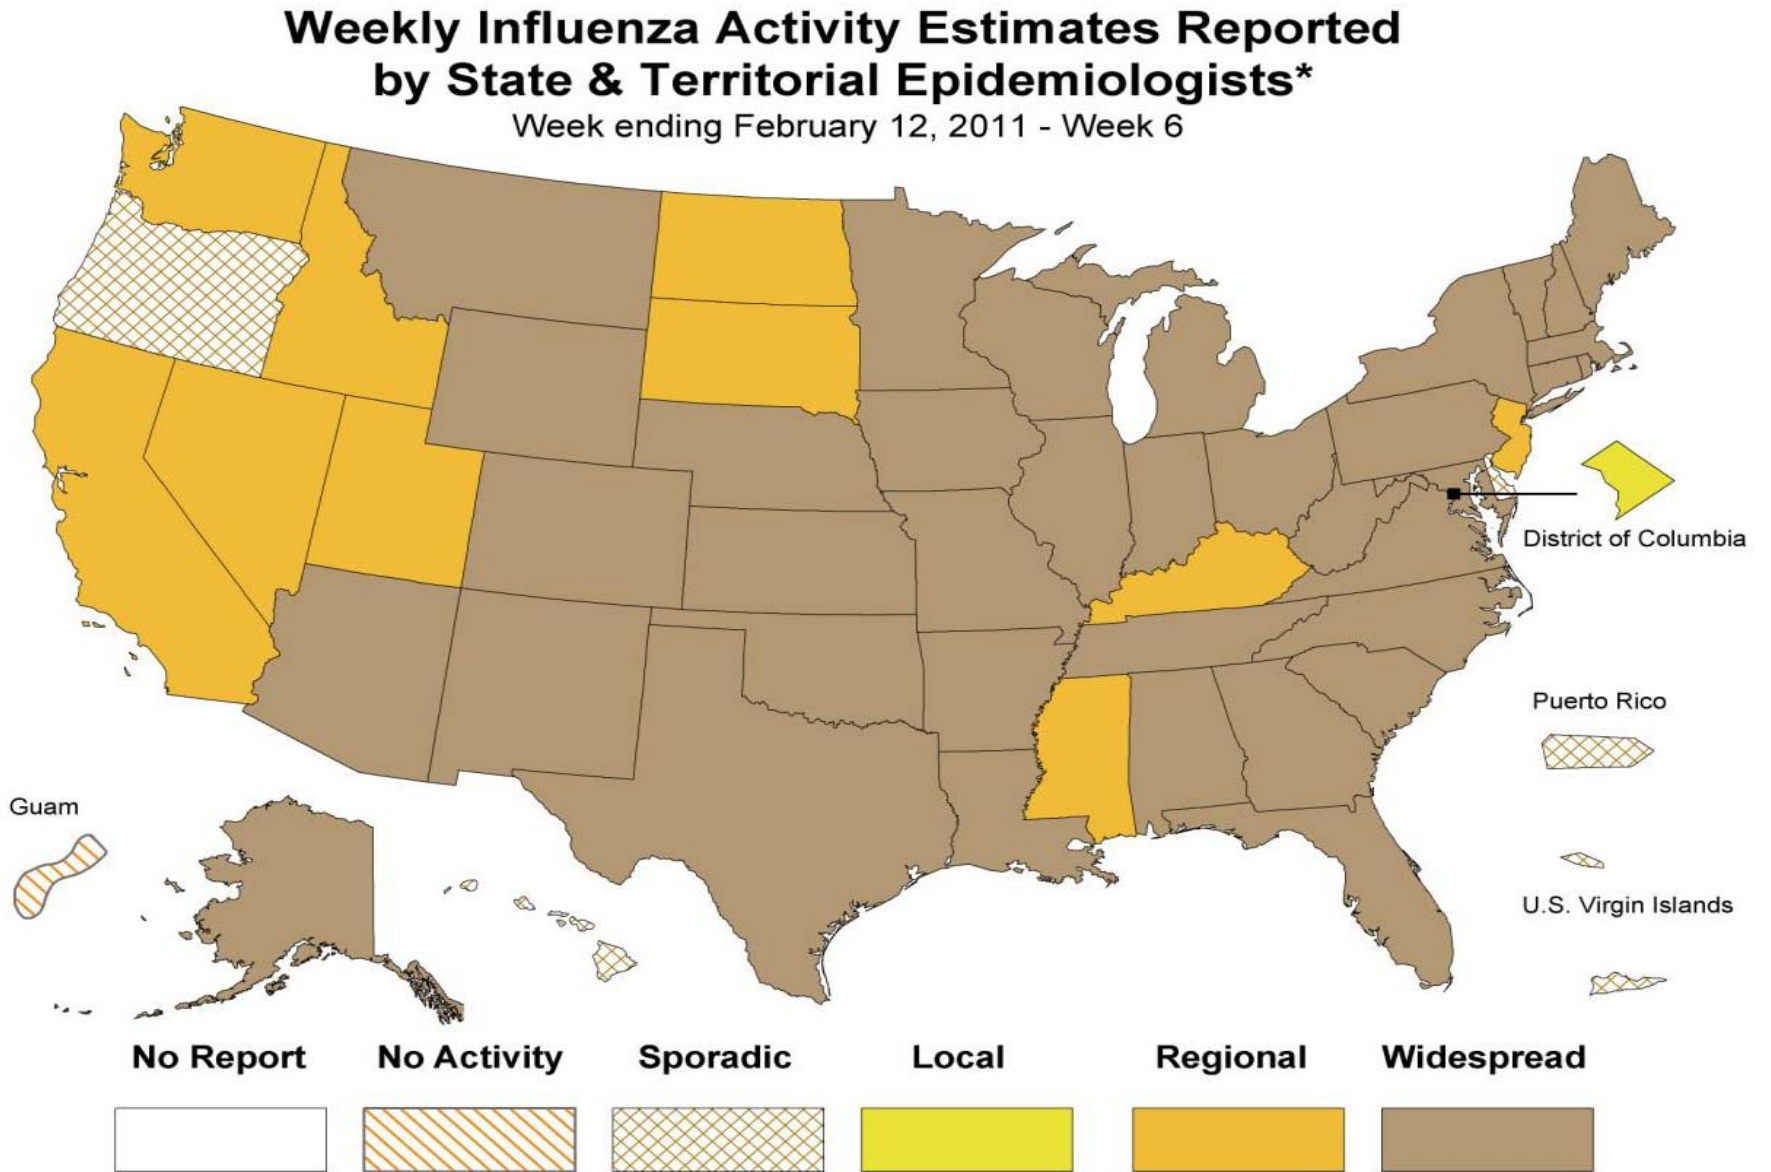 Weekly Influenza Activity Estimates Reported
by State & Territorial Epidemiologists*
Week ending February 12, 2011 - Week 6
District of Columbia
Puerto Rico
Guam
U.S. Virgin Islands
No Report No Activity Sporadic Local Regional Widespread